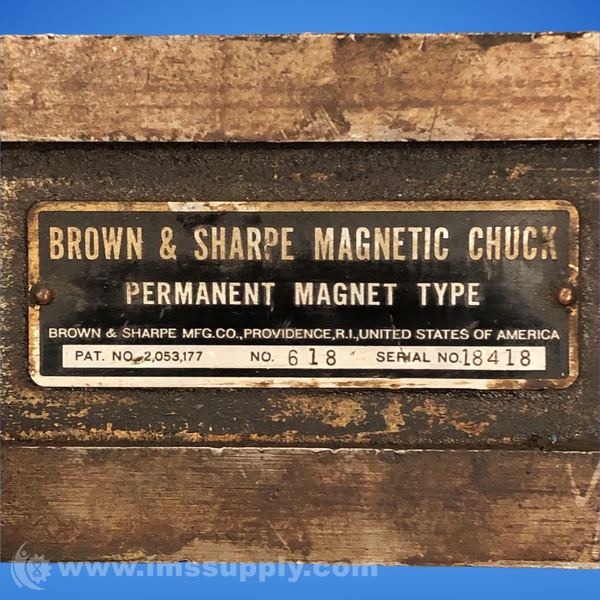 BROWN & SHARPE MAGNETIC CHUCK
PERMANENT MAGNET TYPE
BROWN & SHARPE MFG.CO., PROVIDENCE, R.I., UNITED STATES OF AMERICA
PAT. NO. 2,053,177 NO. 618 SERIAL NO. 18418
www.imssupply.com